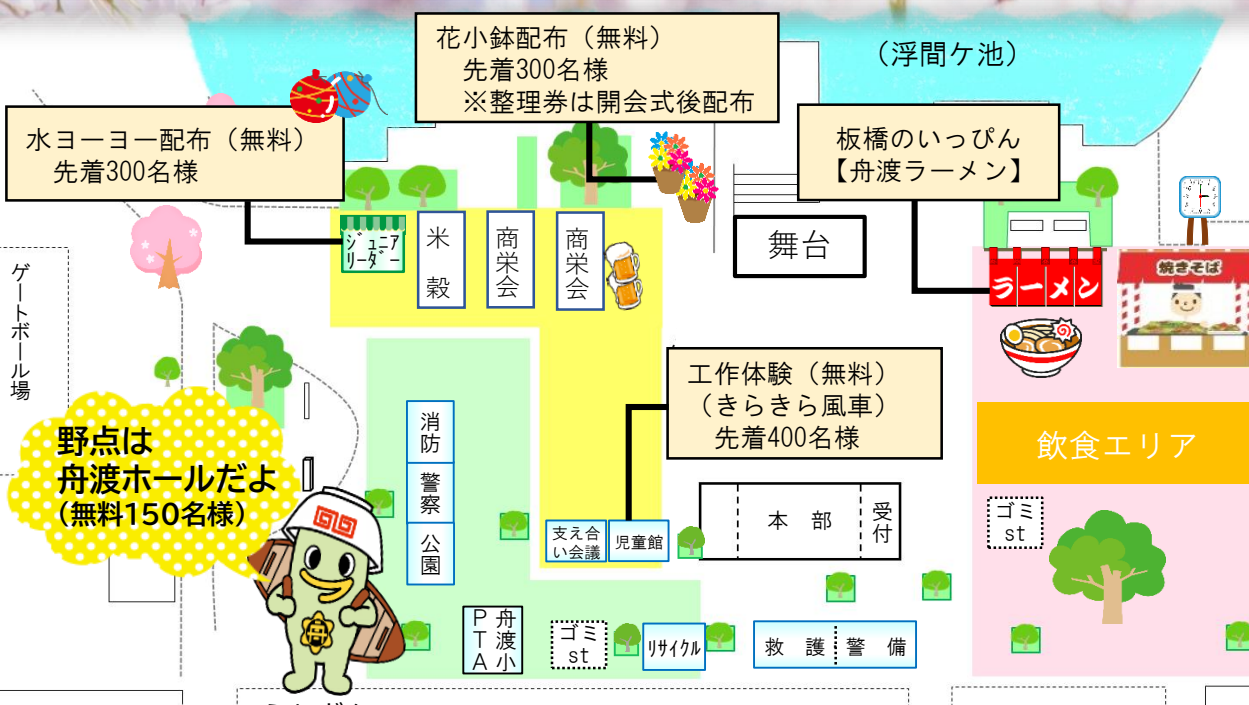 花小鉢配布（無料）
先着300名様
※整理券は開会式後配布
（浮間ケ池）
水ヨーヨー配布（無料）
先着300名様
板橋のいっぴん
【舟渡ラーメン】
ジュニア
リーダー
米穀
商栄会
商栄会
舞台
ラーメン
焼きそば
ゲートボール場
工作体験（無料）
（きらきら風車）
先着400名様
飲食エリア
野点は
舟渡ホールだよ
（無料150名様）
消防
警察
公園
支え合
い会議
児童館
本部
受付
ゴミ
st
舟
舟渡小
PTA
ゴミ
st
リサイクル
救護
警備